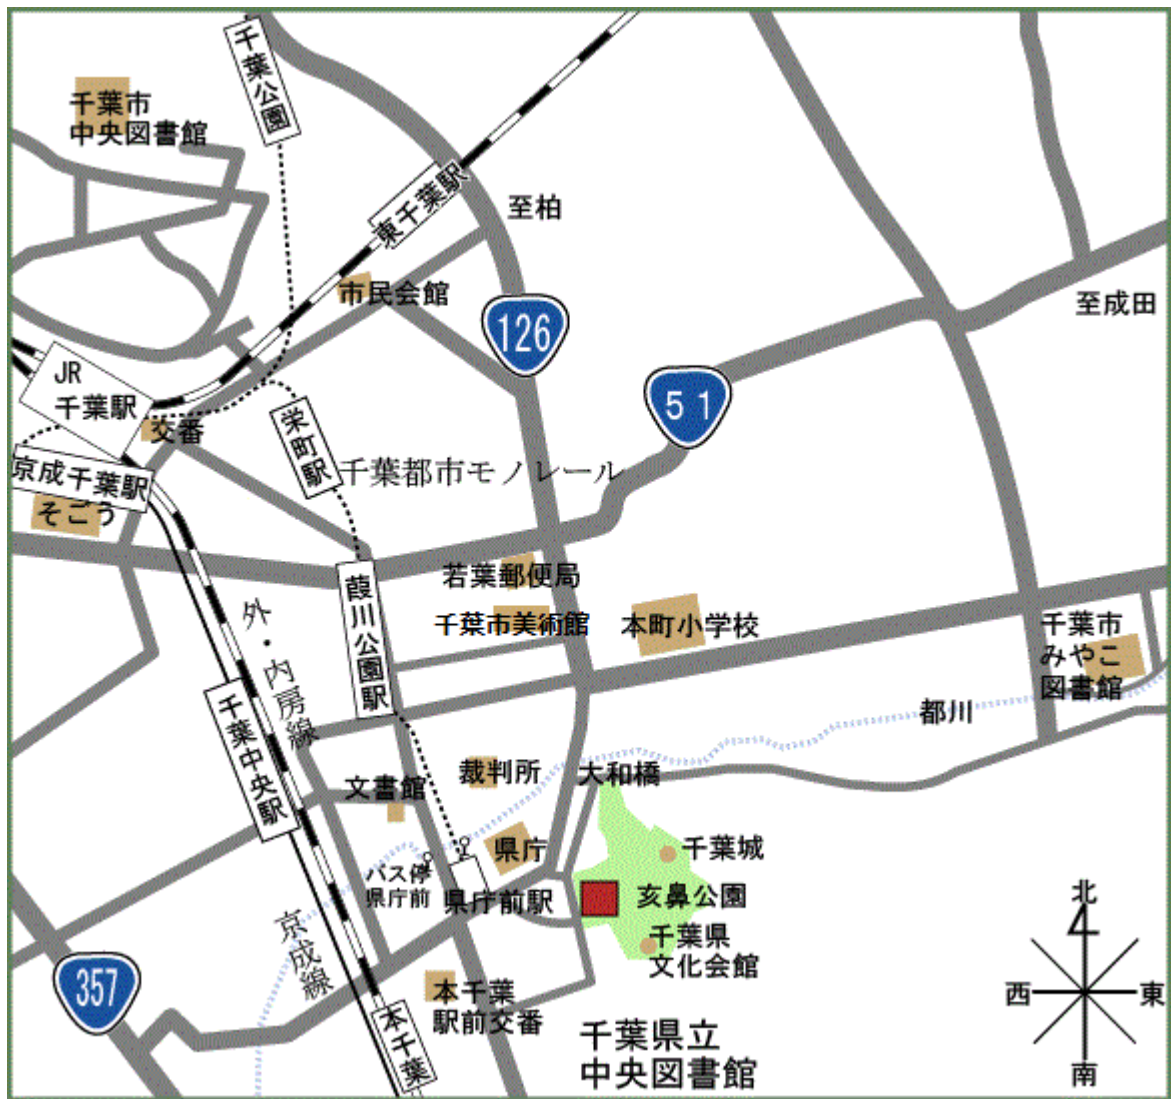 千葉公園
千葉市
中央図書館
東千葉駅
至柏
市民会館
126
至成田
JR
千葉駅
51
交番
栄町駅
千葉都市モノレール
京成千葉駅
そごう
若葉郵便局
葭川公園駅
外・内房線
千葉市美術館
本町小学校
千葉市
みやこ
図書館
千葉中央駅
都川
裁判所
大和橋
文書館
県庁
千葉城
バス停
県庁前
県庁前駅
亥鼻公園
千葉県
文化会館
京成線
357
本千葉
駅前交番
本千葉
千葉県立
中央図書館
北
西
東
南